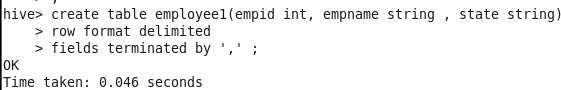 hive> create table employee1(empid int, empname string , state string)
> row format delimited
> fields terminated by ',' ;
OK
Time taken: 0.046 seconds